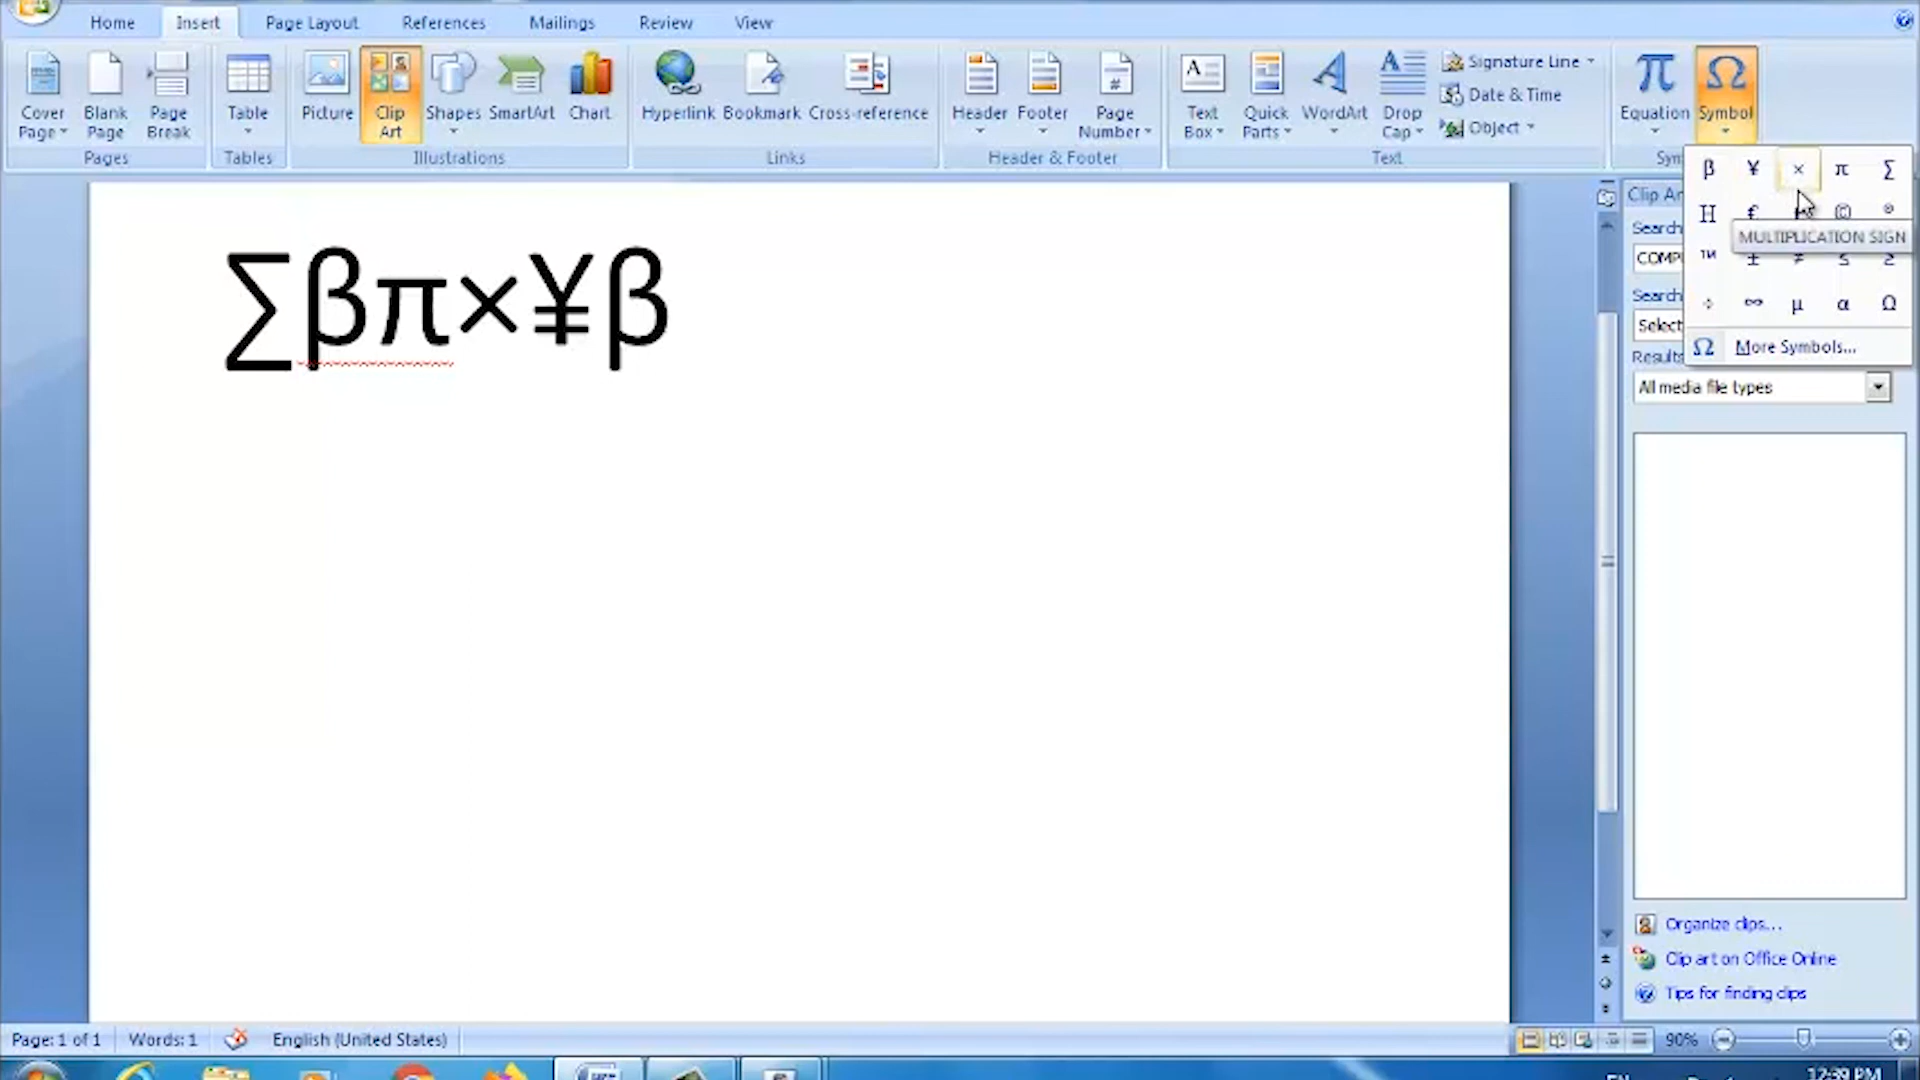 Home Insert Page Layout References Mailings Review View
Cover Page Blank Page Page Break Table Picture Clip Art Shapes SmartArt Chart Hyperlink Bookmark Cross-reference Header Footer Page Number Text Box Quick Parts WordArt Drop Cap Signature Line Date & Time Object Equation Symbol
Pages Tables Illustrations Links Header & Footer Text
β ¥ × π ∑
MULTIPLICATION SIGN
™ ± ≠ ≤ ≥
÷ ∞ µ α Ω
More Symbols...
∑βπ×¥β
All media file types
Organize clips...
Clip art on Office Online
Tips for finding clips
Page: 1 of 1 Words: 1 English (United States) 90%
12:39 PM